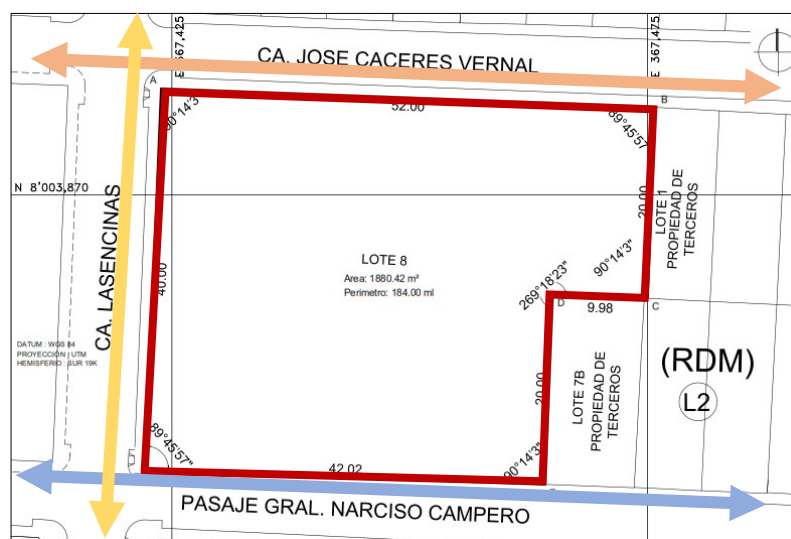 CA. JOSE CACERES VERNAL
E 367,425
E 367,475
A
B
90°14'3"
52.00
89°45'57"
N 8'003,870
CA. LASENCINAS
40.00
20.00
LOTE 1
PROPIEDAD DE
TERCEROS
LOTE 8
Area: 1880.42 m²
Perimetro: 184.00 ml
90°14'3"
269°18'23"
D
9.98
C
DATUM : WGS 84
PROYECCIÓN : UTM
HEMISFERIO : SUR 19K
20.00
LOTE 7B
PROPIEDAD DE
TERCEROS
(RDM)
L2
89°45'57"
42.02
90°14'3"
PASAJE GRAL. NARCISO CAMPERO